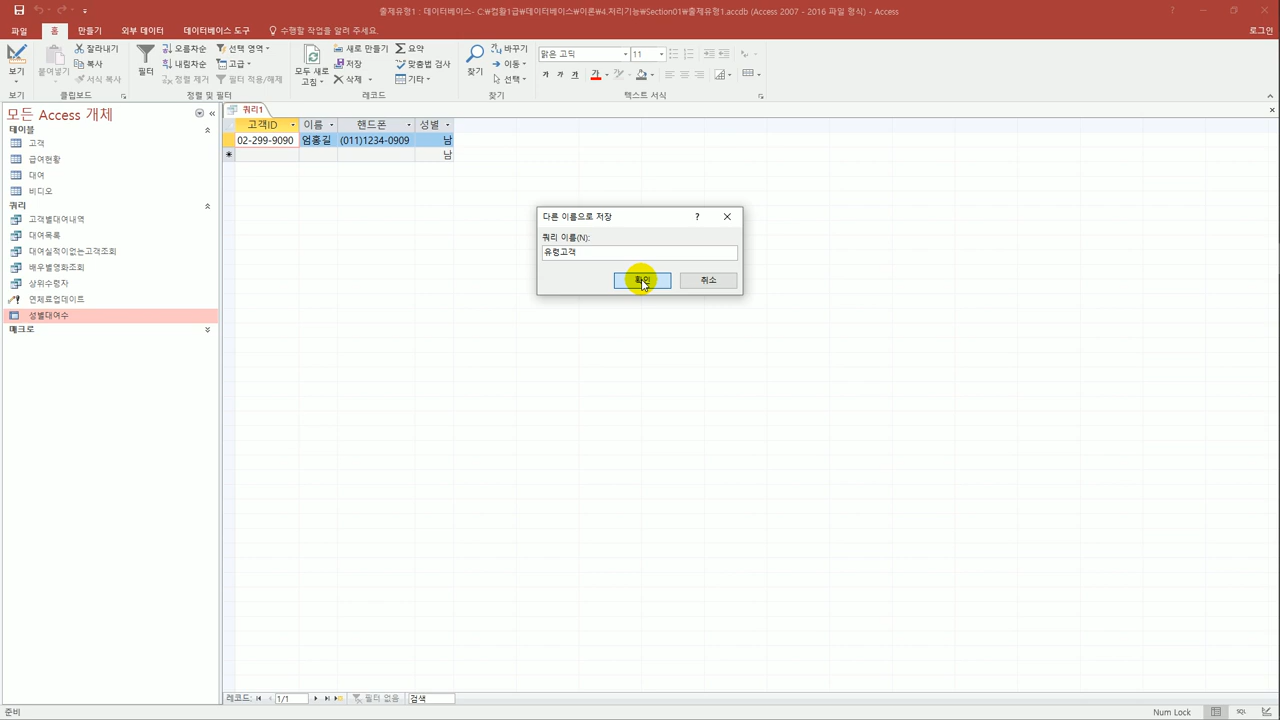 출제유형1 : 데이터베이스- C:₩컴활1급₩데이터베이스₩이론₩4.처리기능₩Section01₩출제유형1.accdb (Access 2007 - 2016 파일 형식) - Access
파일 홈 만들기 외부 데이터 데이터베이스 도구 수행할 작업을 알려 주세요. 로그인
보기
보기
붙여넣기
잘라내기
복사
서식 복사
클립보드
필터
오름차순
내림차순
정렬 제거
선택 영역
고급
필터 적용/해제
정렬 및 필터
모두 새로
고침
새로 만들기
저장
삭제
요약
맞춤법 검사
기타
레코드
찾기
바꾸기
이동
선택
찾기
맑은 고딕 11
가 가 가 가
텍스트 서식
모든 Access 개체
테이블
고객
급여현황
대여
비디오
쿼리
고객별대여내역
대여목록
대여실적이없는고객조회
배우별영화조회
상위수령자
연체료업데이트
성별대여수
매크로
쿼리1
고객ID 이름 핸드폰 성별
02-299-9090 엄홍길 (011)1234-0909 남
남
다른 이름으로 저장 ?
쿼리 이름(N):
유령고객
확인 취소
레코드: 1/1 필터 없음 검색
준비 Num Lock SQL